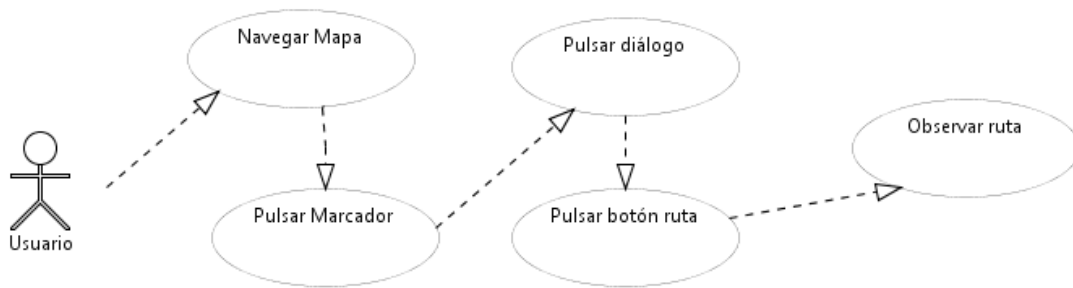 Navegar Mapa
Pulsar diálogo
Observar ruta
Pulsar Marcador
Pulsar botón ruta
Usuario